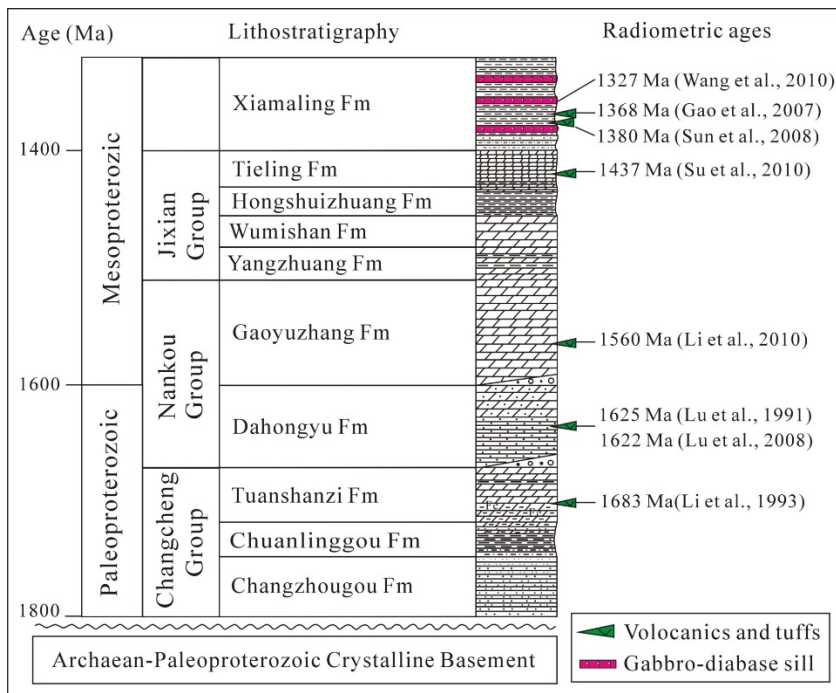 Age (Ma) Lithostratigraphy Radiometric ages
Xiamaling Fm
1327 Ma (Wang et al., 2010)
1368 Ma (Gao et al., 2007)
1380 Ma (Sun et al., 2008)
1400
Mesoproterozic
Jixian Group
Tieling Fm
1437 Ma (Su et al., 2010)
Hongshuizhuang Fm
Wumishan Fm
Yangzhuang Fm
Nankou Group
Gaoyuzhang Fm
1560 Ma (Li et al., 2010)
1600
Paleoproterozic
Dahongyu Fm
1625 Ma (Lu et al., 1991)
1622 Ma (Lu et al., 2008)
Changcheng Group
Tuanshanzi Fm
1683 Ma(Li et al., 1993)
Chuanlinggou Fm
Changzhougou Fm
1800
Archaean-Paleoproterozoic Crystalline Basement
Volocanics and tuffs
Gabbro-diabase sill